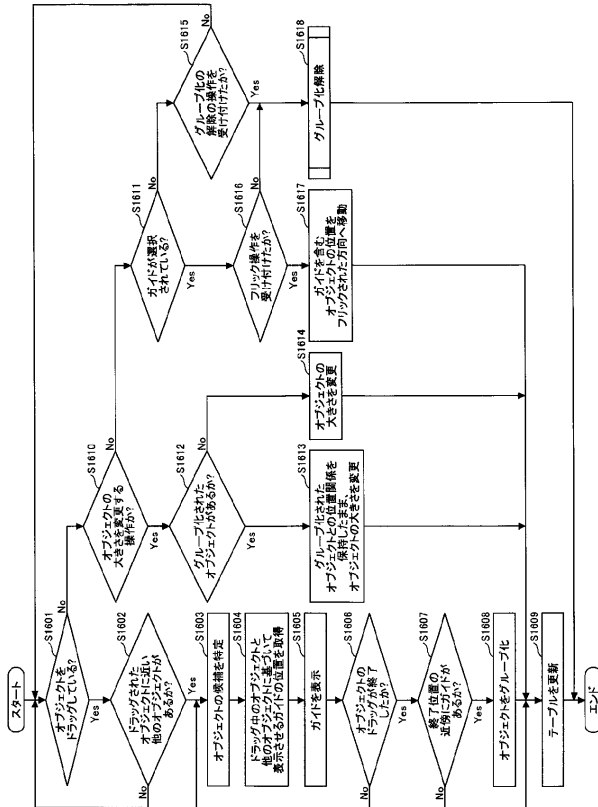 スタート
S1601
オブジェクトを
ドラッグしている?
No
Yes
S1602
ドラッグされた
オブジェクトに近い
他のオブジェクトが
あるか?
No
Yes
S1603
オブジェクトの候補を特定
S1604
ドラッグ中のオブジェクトと
他のオブジェクトに基づいて
表示させるガイドの位置を取得
S1605
ガイドを表示
S1606
オブジェクトの
ドラッグが終了
したか?
No
Yes
S1607
終了位置の
近傍にガイドが
あるか?
No
Yes
S1608
オブジェクトをグループ化
S1609
テーブルを更新
エンド
S1610
オブジェクトの
大きさを変更する
操作か?
No
Yes
S1612
グループ化された
オブジェクトがあるか?
No
Yes
S1613
グループ化された
オブジェクトとの位置関係を
保持したまま、
オブジェクトの大きさを変更
S1614
オブジェクトの
大きさを変更
S1611
ガイドが選択
されている?
No
Yes
S1616
フリック操作を
受け付けたか?
No
Yes
S1617
ガイドを含む
オブジェクトの位置を
フリックされた方向へ移動
S1615
グループ化の
解除の操作を
受け付けたか?
No
Yes
S1618
グループ化解除